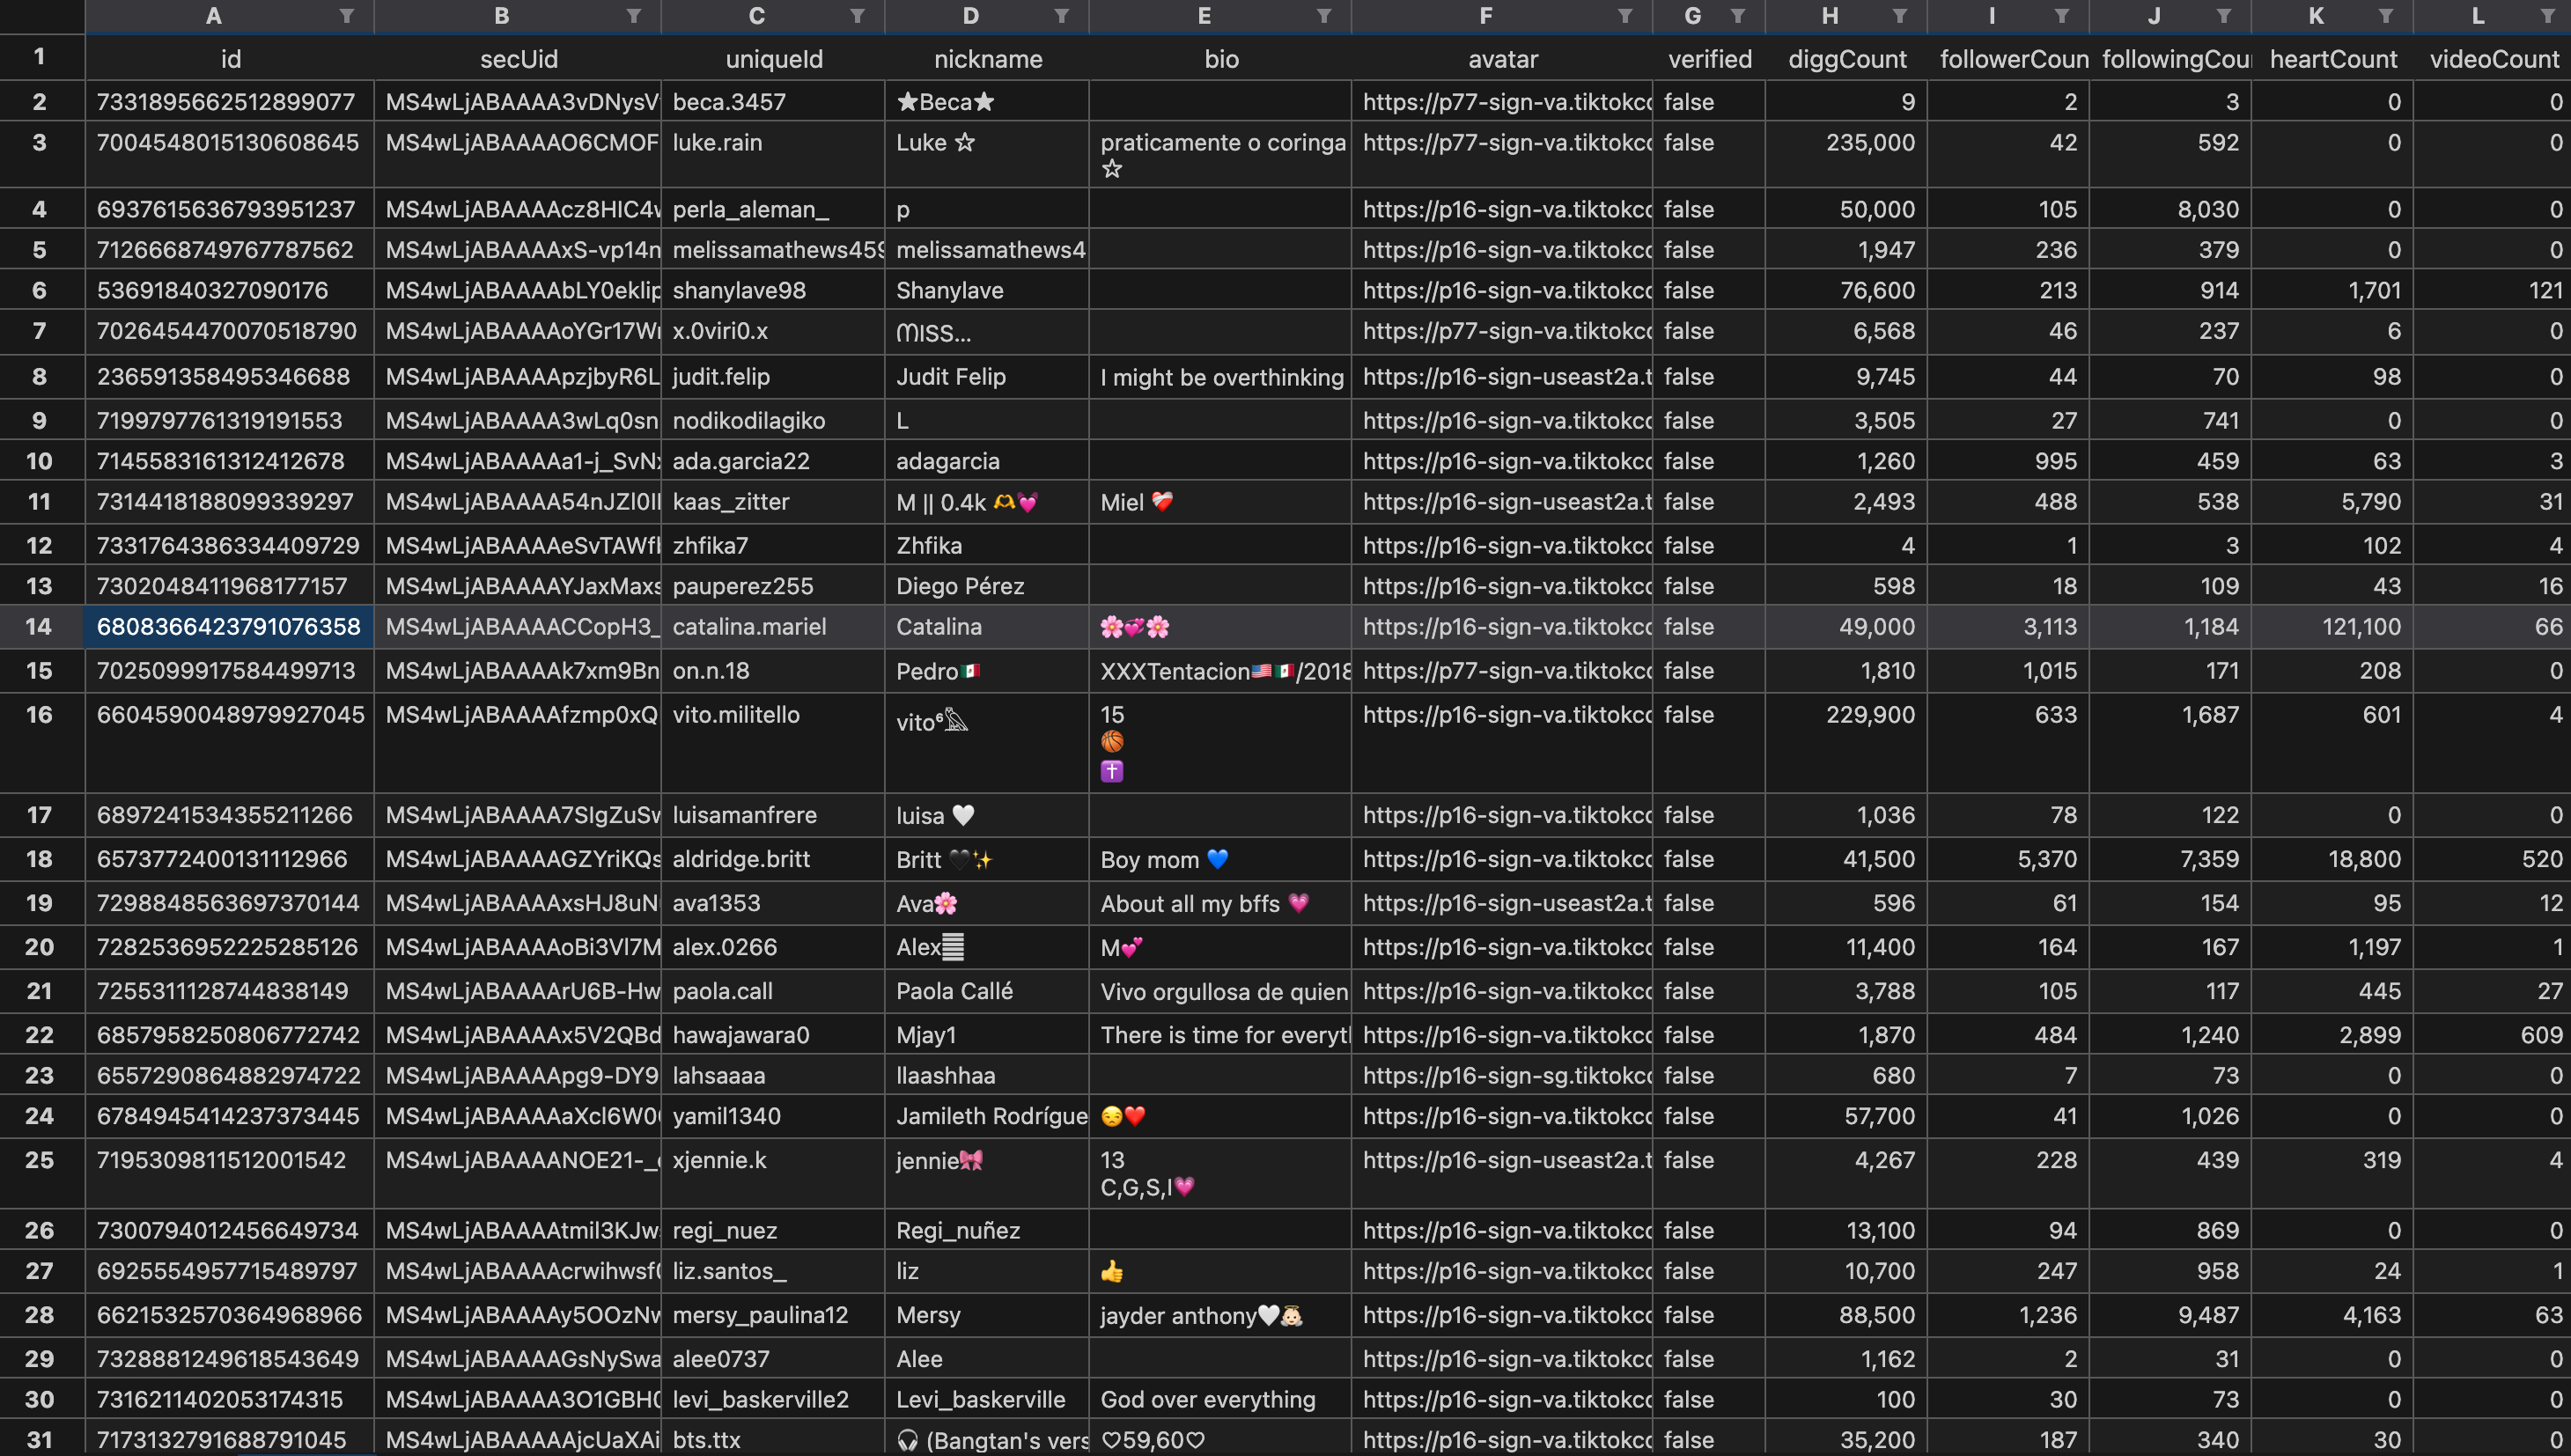 A B C D E F G H I J K L
1 id secUid uniqueId nickname bio avatar verified diggCount followerCoun followingCou heartCount videoCount
2 7331895662512899077 MS4wLjABAAAA3vDNysV beca.3457 ★Beca★ https://p77-sign-va.tiktokc false 9 2 3 0 0
3 7004548015130608645 MS4wLjABAAAAO6CMOF luke.rain Luke ☆ praticamente o coringa https://p77-sign-va.tiktokc false 235,000 42 592 0 0
☆
4 6937615636793951237 MS4wLjABAAAAcz8HIC4 perla_aleman_ p https://p16-sign-va.tiktokc false 50,000 105 8,030 0 0
5 7126668749767787562 MS4wLjABAAAAxS-vp14n melissamathews459 melissamathews4 https://p16-sign-va.tiktokc false 1,947 236 379 0 0
6 53691840327090176 MS4wLjABAAAAbLY0eklip shanylave98 Shanylave https://p16-sign-va.tiktokc false 76,600 213 914 1,701 121
7 7026454470070518790 MS4wLjABAAAAoYGr17W x.0viri0.x ᗰISS... https://p77-sign-va.tiktokc false 6,568 46 237 6 0
8 236591358495346688 MS4wLjABAAAApzjbyR6L judit.felip Judit Felip I might be overthinking https://p16-sign-useast2a.t false 9,745 44 70 98 0
9 7199797761319191553 MS4wLjABAAAA3wLq0sn nodikodilagiko L https://p16-sign-va.tiktokc false 3,505 27 741 0 0
10 7145583161312412678 MS4wLjABAAAAa1-j_SvN ada.garcia22 adagarcia https://p16-sign-va.tiktokc false 1,260 995 459 63 3
11 7314418188099339297 MS4wLjABAAAA54nJZl0II kaas_zitter M || 0.4k 🫶💓 Miel ❤️‍🩹 https://p16-sign-useast2a.t false 2,493 488 538 5,790 31
12 7331764386334409729 MS4wLjABAAAAeSvTAWf zhfika7 Zhfika https://p16-sign-va.tiktokc false 4 1 3 102 4
13 7302048411968177157 MS4wLjABAAAAYJaxMaxs pauperez255 Diego Pérez https://p16-sign-va.tiktokc false 598 18 109 43 16
14 6808366423791076358 MS4wLjABAAAACCopH3_ catalina.mariel Catalina 🌸💞🌸 https://p16-sign-va.tiktokc false 49,000 3,113 1,184 121,100 66
15 7025099917584499713 MS4wLjABAAAAk7xm9Bn on.n.18 Pedro🇲🇽 XXXTentacion🇺🇸🇲🇽/2018 https://p77-sign-va.tiktokc false 1,810 1,015 171 208 0
16 6604590048979927045 MS4wLjABAAAAfzmp0xQ vito.militello vito⁶𓅓 15 https://p16-sign-va.tiktokc false 229,900 633 1,687 601 4
🏀
✝️
17 6897241534355211266 MS4wLjABAAAA7SIgZuSv luisamanfrere luisa 🤍 https://p16-sign-va.tiktokc false 1,036 78 122 0 0
18 6573772400131112966 MS4wLjABAAAAGZYriKQs aldridge.britt Britt 🖤✨ Boy mom 💙 https://p16-sign-va.tiktokc false 41,500 5,370 7,359 18,800 520
19 7298848563697370144 MS4wLjABAAAAxsHJ8uN ava1353 Ava🌸 About all my bffs 💗 https://p16-sign-useast2a.t false 596 61 154 95 12
20 7282536952225285126 MS4wLjABAAAAoBi3Vl7M alex.0266 Alex𓈙 M💕 https://p16-sign-va.tiktokc false 11,400 164 167 1,197 1
21 7255311128744838149 MS4wLjABAAAArU6B-Hw paola.call Paola Callé Vivo orgullosa de quien https://p16-sign-va.tiktokc false 3,788 105 117 445 27
22 6857958250806772742 MS4wLjABAAAAx5V2QBd hawajawara0 Mjay1 There is time for everyt https://p16-sign-va.tiktokc false 1,870 484 1,240 2,899 609
23 6557290864882974722 MS4wLjABAAAApg9-DY9 lahsaaaa llaashhaa https://p16-sign-sg.tiktokc false 680 7 73 0 0
24 6784945414237373445 MS4wLjABAAAAaXcl6W0 yamil1340 Jamileth Rodrígue 😒❤️ https://p16-sign-va.tiktokc false 57,700 41 1,026 0 0
25 7195309811512001542 MS4wLjABAAAANOE21-_ xjennie.k jennie🎀 13 https://p16-sign-useast2a.t false 4,267 228 439 319 4
C,G,S,I💗
26 7300794012456649734 MS4wLjABAAAAtmil3KJw regi_nuez Regi_nuñez https://p16-sign-va.tiktokc false 13,100 94 869 0 0
27 6925554957715489797 MS4wLjABAAAAcrwihwsf liz.santos_ liz 👍 https://p16-sign-va.tiktokc false 10,700 247 958 24 1
28 6621532570364968966 MS4wLjABAAAAy5OOzNw mersy_paulina12 Mersy jayder anthony🤍👼🏻 https://p16-sign-va.tiktokc false 88,500 1,236 9,487 4,163 63
29 7328881249618543649 MS4wLjABAAAAGsNySwa alee0737 Alee https://p16-sign-va.tiktokc false 1,162 2 31 0 0
30 7316211402053174315 MS4wLjABAAAA3O1GBH0 levi_baskerville2 Levi_baskerville God over everything https://p16-sign-va.tiktokc false 100 30 73 0 0
31 7173132791688791045 MS4wLjABAAAAAjcUaXAi bts.ttx 🎧 (Bangtan's vers ♡59,60♡ https://p16-sign-va.tiktokc false 35,200 187 340 30 0